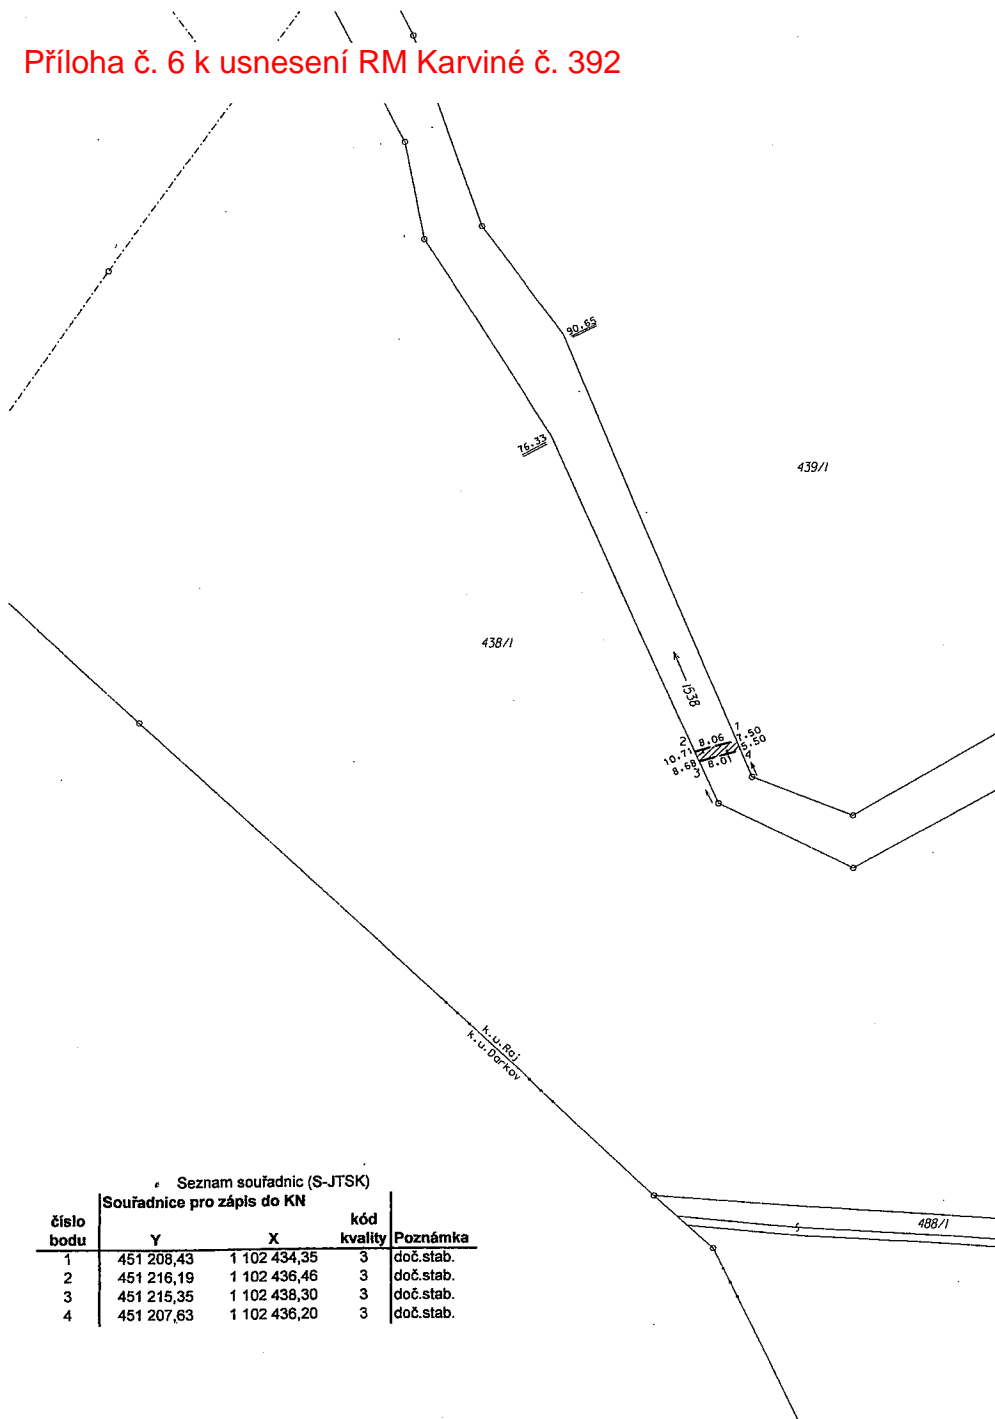 Příloha č. 6 k usnesení RM Karviné č. 392
90.65
76.33
439/1
438/1
1538
1
2
8.06
7.50
10.71
5.50
8.68
8.01
4
3
k.ú.Ráj
k.ú.Darkov
488/1
Seznam souřadnic (S-JTSK)
Souřadnice pro zápis do KN
číslo bodu Y X kód kvality Poznámka
1 451 208,43 1 102 434,35 3 doč.stab.
2 451 216,19 1 102 436,46 3 doč.stab.
3 451 215,35 1 102 438,30 3 doč.stab.
4 451 207,63 1 102 436,20 3 doč.stab.